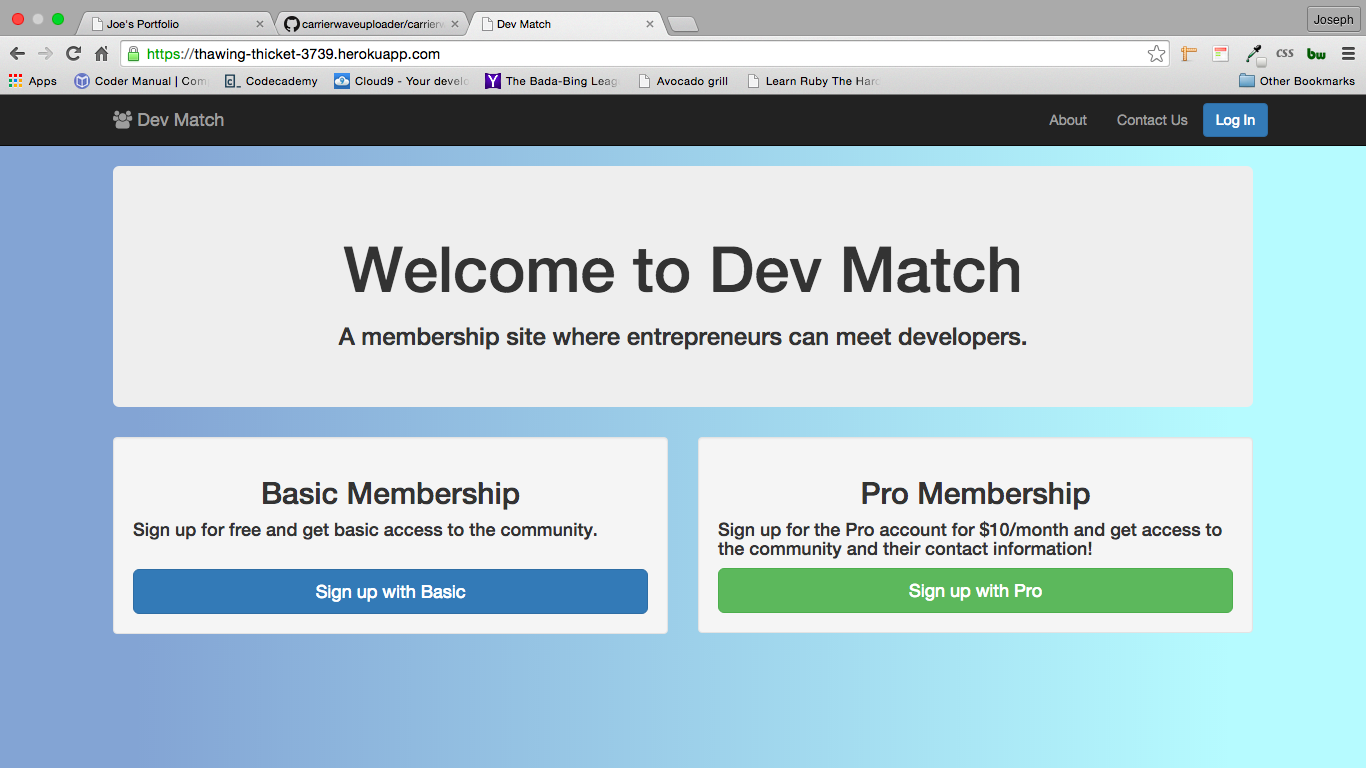 Joe's Portfolio
carrierwaveuploader/carrierw
Dev Match
Joseph
https://thawing-thicket-3739.herokuapp.com
css
bw
Apps
Coder Manual | Com
Codecademy
Cloud9 - Your develo
The Bada-Bing Leag
Avocado grill
Learn Ruby The Hard
Other Bookmarks
Dev Match
About
Contact Us
Log In
Welcome to Dev Match
A membership site where entrepreneurs can meet developers.
Basic Membership
Sign up for free and get basic access to the community.
Sign up with Basic
Pro Membership
Sign up for the Pro account for $10/month and get access to
the community and their contact information!
Sign up with Pro